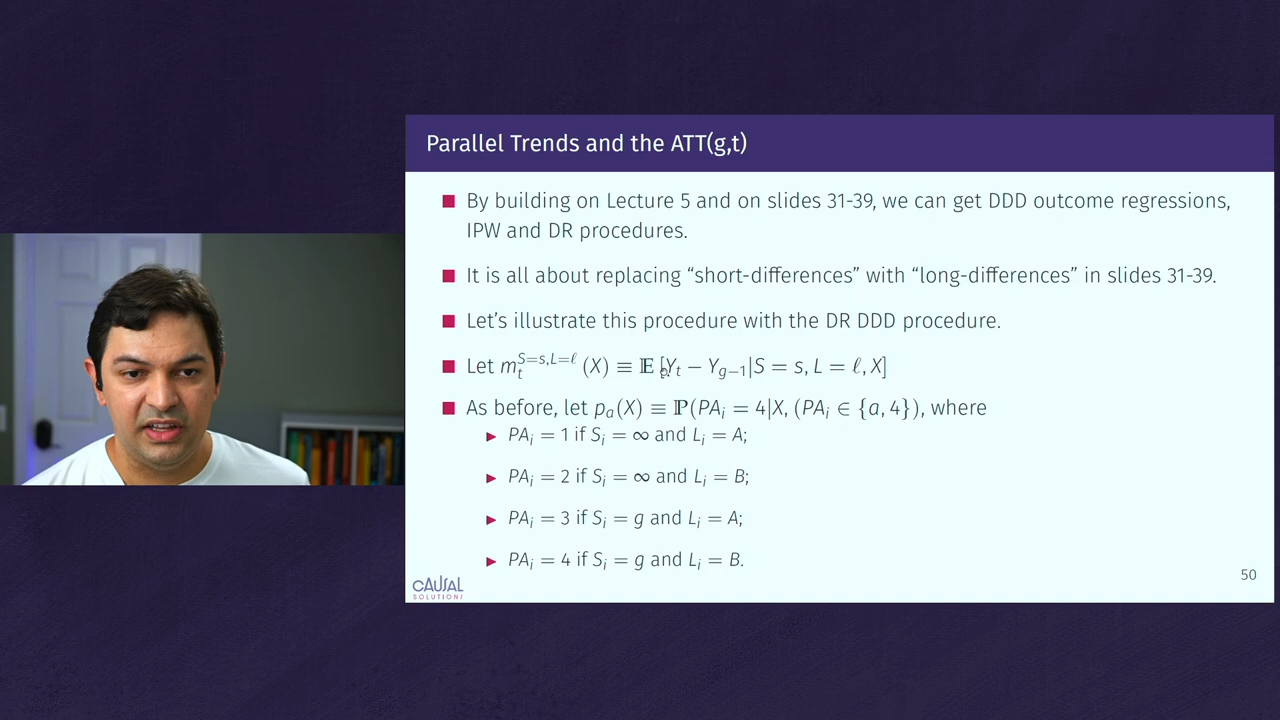 Parallel Trends and the ATT(g,t)
By building on Lecture 5 and on slides 31-39, we can get DDD outcome regressions,
IPW and DR procedures.
It is all about replacing “short-differences” with “long-differences” in slides 31-39.
Let’s illustrate this procedure with the DR DDD procedure.
Let m_t^{S=s,L=ℓ} (X) ≡ 𝔼 [Y_t − Y_{g−1}|S = s, L = ℓ, X]
As before, let p_a(X) ≡ ℙ(PA_i = 4|X, (PA_i ∈ {a, 4}), where
PA_i = 1 if S_i = ∞ and L_i = A;
PA_i = 2 if S_i = ∞ and L_i = B;
PA_i = 3 if S_i = g and L_i = A;
PA_i = 4 if S_i = g and L_i = B.
CAUSAL
SOLUTIONS
50